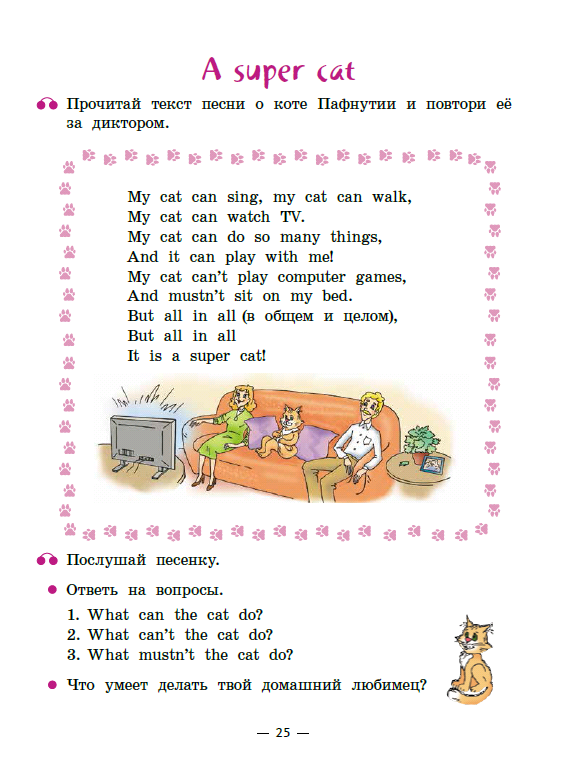 A super cat
Прочитай текст песни о коте Пафнутии и повтори её
за диктором.
My cat can sing, my cat can walk,
My cat can watch TV.
My cat can do so many things,
And it can play with me!
My cat can't play computer games,
And mustn't sit on my bed.
But all in all (в общем и целом),
But all in all
It is a super cat!
Послушай песенку.
Ответь на вопросы.
1. What can the cat do?
2. What can't the cat do?
3. What mustn't the cat do?
Что умеет делать твой домашний любимец?
— 25 —